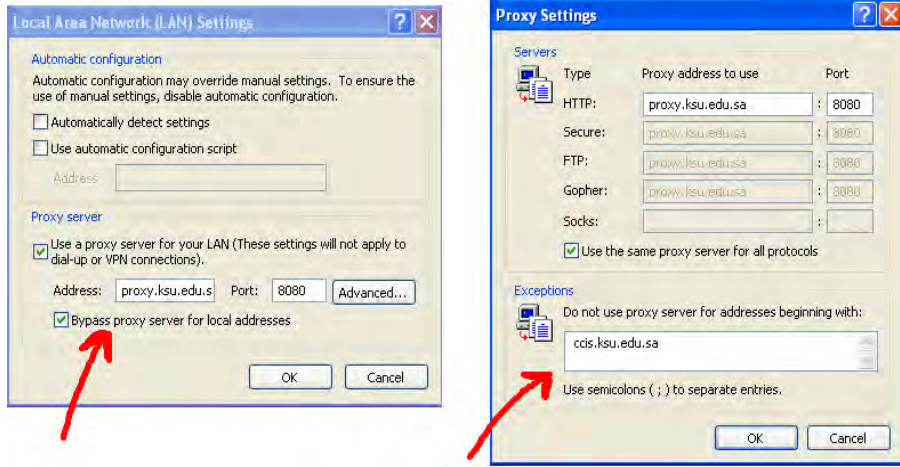 Local Area Network (LAN) Settings
Automatic configuration
Automatic configuration may override manual settings. To ensure the
use of manual settings, disable automatic configuration.
Automatically detect settings
Use automatic configuration script
Address
Proxy server
Use a proxy server for your LAN (These settings will not apply to
dial-up or VPN connections).
Address: proxy.ksu.edu.s Port: 8080 Advanced...
Bypass proxy server for local addresses
OK Cancel
Proxy Settings
Servers
Type Proxy address to use Port
HTTP: proxy.ksu.edu.sa : 8080
Secure: proxy.ksu.edu.sa : 8080
FTP: proxy.ksu.edu.sa : 8080
Gopher: proxy.ksu.edu.sa : 8080
Socks: :
Use the same proxy server for all protocols
Exceptions
Do not use proxy server for addresses beginning with:
ccis.ksu.edu.sa
Use semicolons ( ; ) to separate entries.
OK Cancel